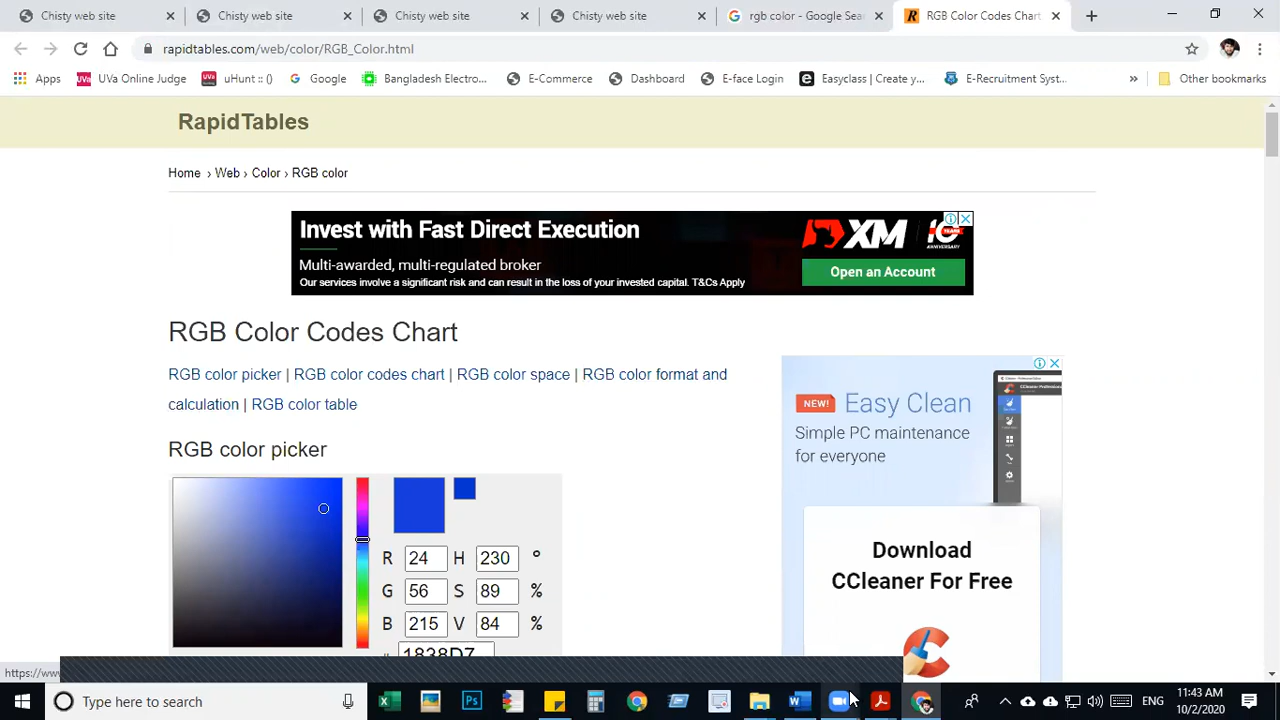 Chisty web site
Chisty web site
Chisty web site
Chisty web site
rgb color - Google Sea
RGB Color Codes Chart
rapidtables.com/web/color/RGB_Color.html
Apps
UVa Online Judge
uHunt :: ()
Google
Bangladesh Electro...
E-Commerce
Dashboard
E-face Login
Easyclass | Create y...
E-Recruitment Syst...
»
Other bookmarks
RapidTables
Home › Web › Color › RGB color
Invest with Fast Direct Execution
Multi-awarded, multi-regulated broker
Our services involve a significant risk and can result in the loss of your invested capital. T&Cs Apply
XM
10 YEARS
ANNIVERSARY
Open an Account
RGB Color Codes Chart
RGB color picker | RGB color codes chart | RGB color space | RGB color format and
calculation | RGB color table
RGB color picker
R 24 H 230 °
G 56 S 89 %
B 215 V 84 %
# 1838D7
NEW! Easy Clean
Simple PC maintenance
for everyone
Download
CCleaner For Free
https://www
Type here to search
ENG
11:43 AM
10/2/2020